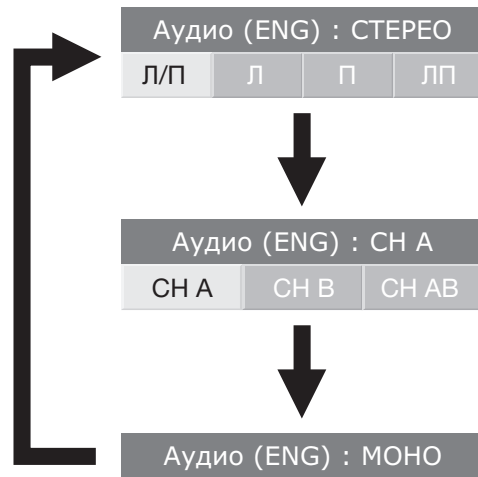 Аудио (ENG) : СТЕРЕО
Л/П Л П ЛП
Аудио (ENG) : CH A
CH A CH B CH AB
Аудио (ENG) : МОНО